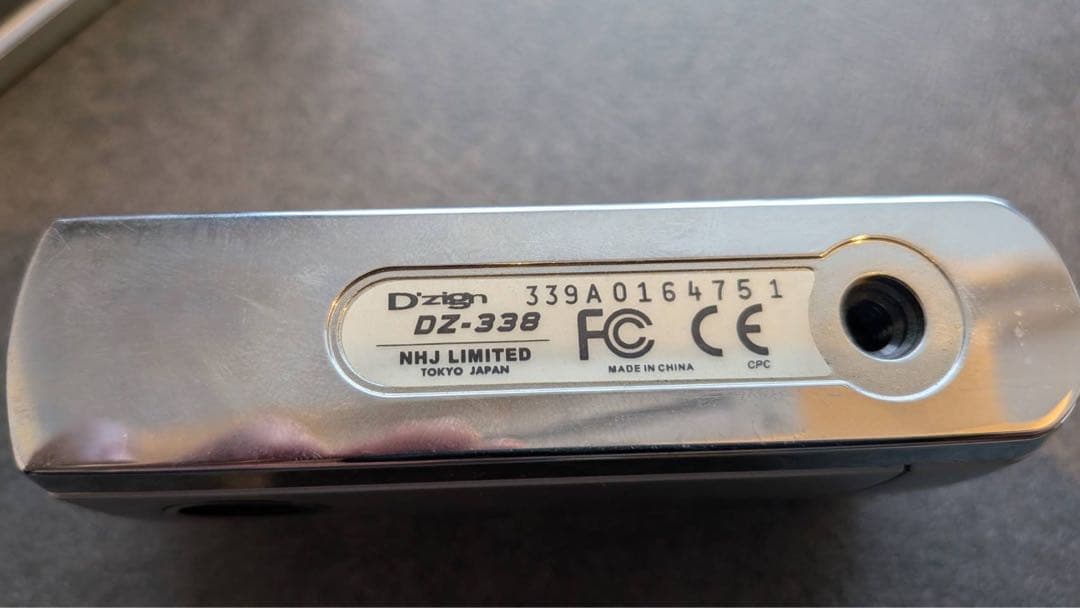 D'zign 339A0164751
DZ-338
FC CE
NHJ LIMITED
TOKYO JAPAN
MADE IN CHINA
CPC